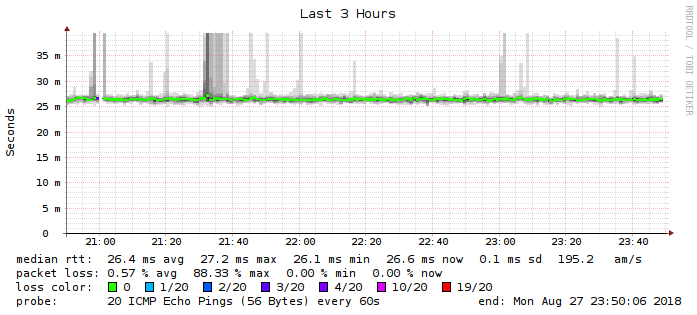 Last 3 Hours
RRDTOOL / TOBI OETIKER
Seconds
35 m
30 m
25 m
20 m
15 m
10 m
5 m
0
21:00 21:20 21:40 22:00 22:20 22:40 23:00 23:20 23:40
median rtt: 26.4 ms avg 27.2 ms max 26.1 ms min 26.6 ms now 0.1 ms sd 195.2 am/s
packet loss: 0.57 % avg 88.33 % max 0.00 % min 0.00 % now
loss color: 0 1/20 2/20 3/20 4/20 10/20 19/20
probe: 20 ICMP Echo Pings (56 Bytes) every 60s end: Mon Aug 27 23:50:06 2018